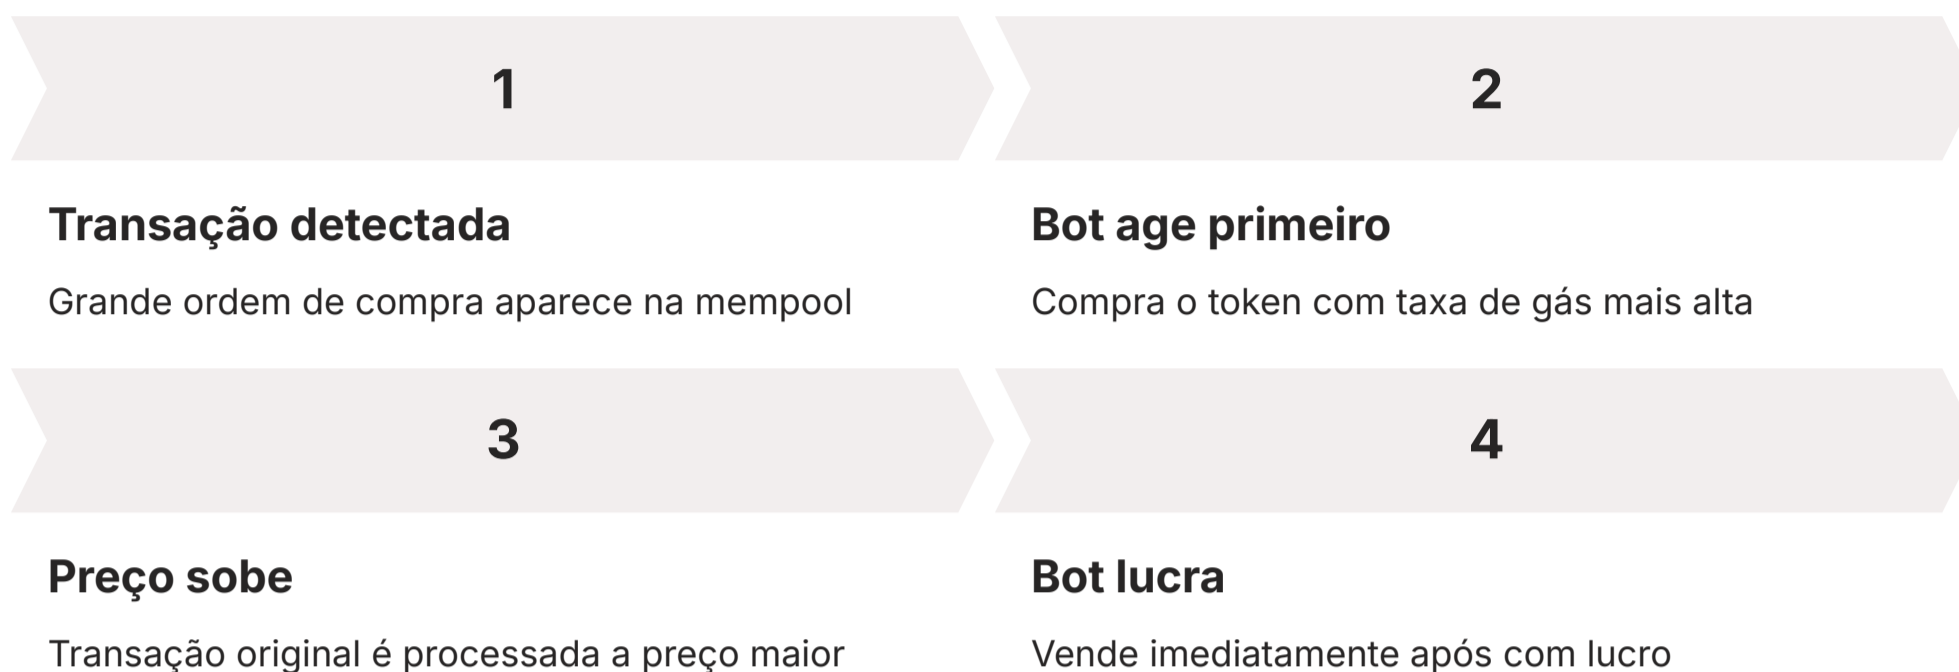 1
2
Transação detectada
Grande ordem de compra aparece na mempool
Bot age primeiro
Compra o token com taxa de gás mais alta
3
4
Preço sobe
Transação original é processada a preço maior
Bot lucra
Vende imediatamente após com lucro